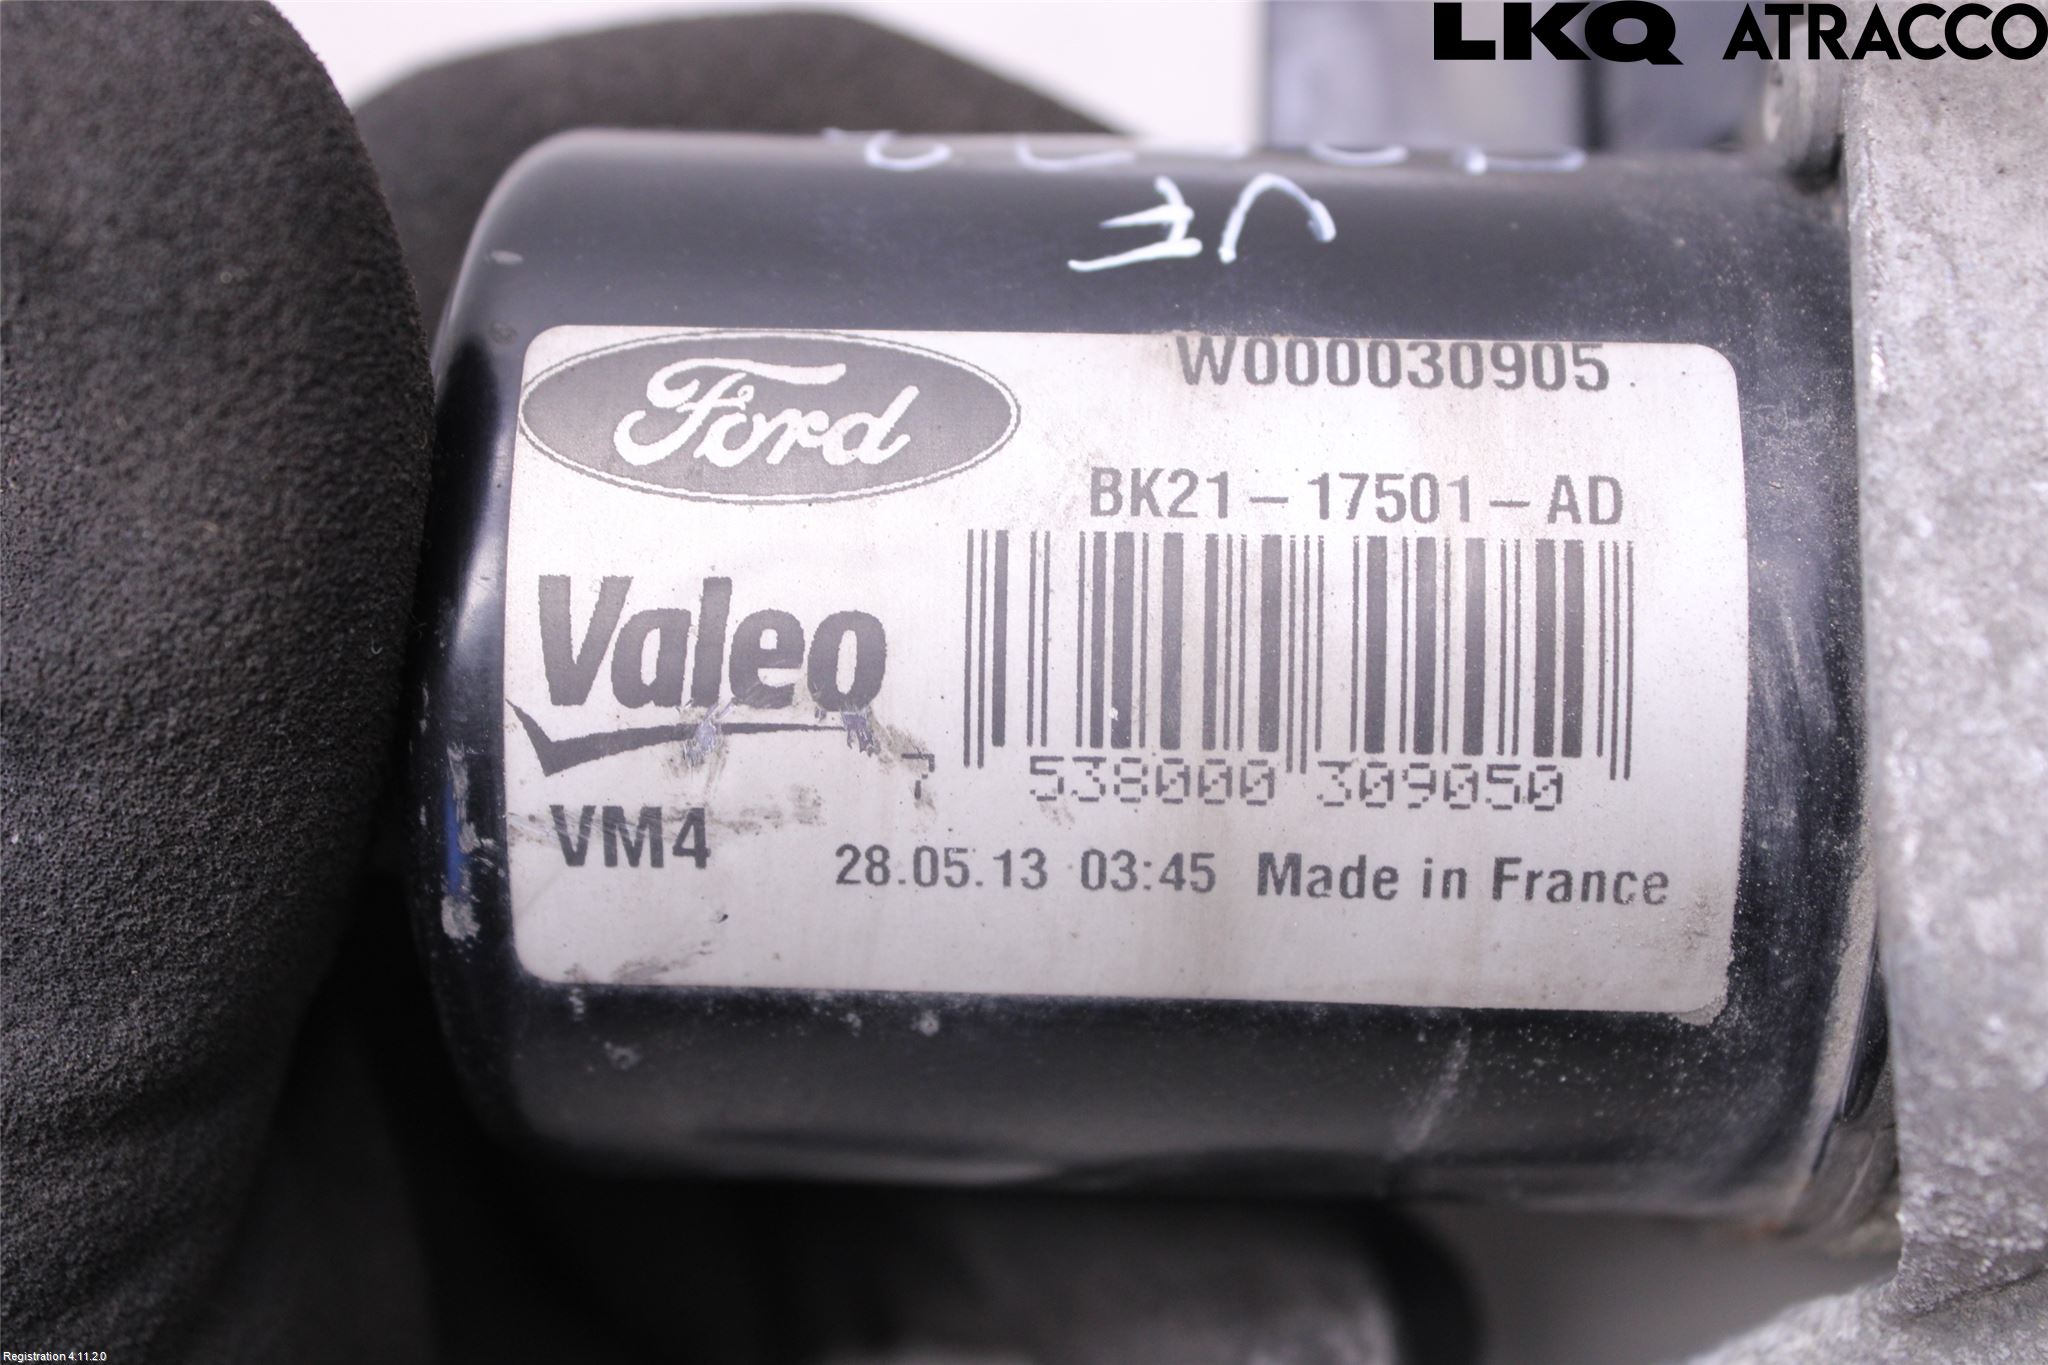 LKQ ATRACCO
W000030905
Ford
BK21-17501-AD
Valeo
7 538000 309050
VM4
28.05.13 03:45 Made in France
Registration 4.11.2.0